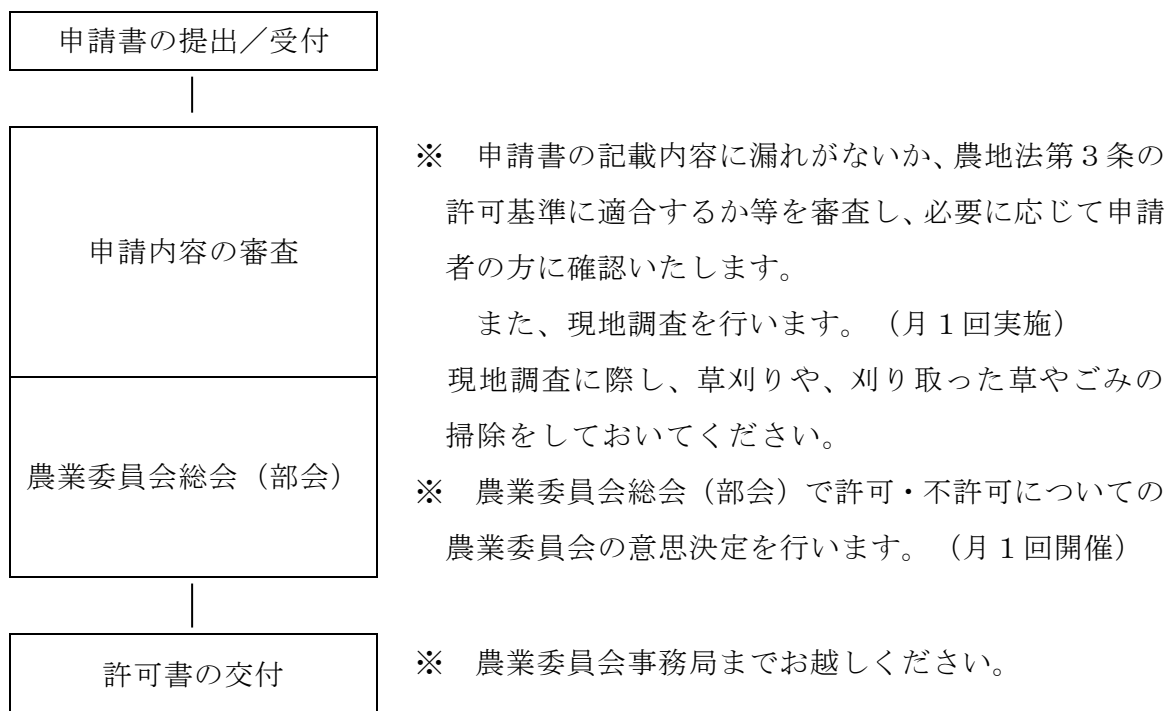 申請書の提出／受付
申請内容の審査
※　申請書の記載内容に漏れがないか、農地法第３条の
許可基準に適合するか等を審査し、必要に応じて申請
者の方に確認いたします。
また、現地調査を行います。（月１回実施）
現地調査に際し、草刈りや、刈り取った草やごみの
掃除をしておいてください。
農業委員会総会（部会）
※　農業委員会総会（部会）で許可・不許可についての
農業委員会の意思決定を行います。（月１回開催）
許可書の交付
※　農業委員会事務局までお越しください。